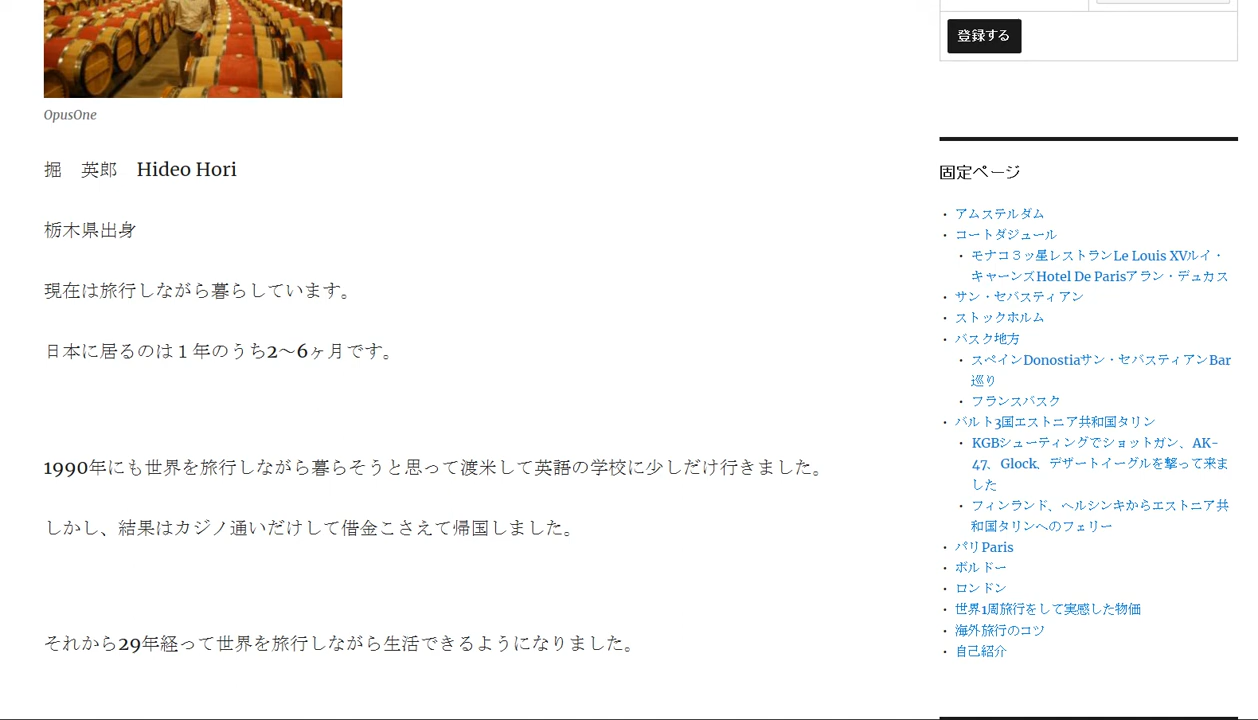 OpusOne
掘　英郎　Hideo Hori
栃木県出身
現在は旅行しながら暮らしています。
日本に居るのは１年のうち2〜6ヶ月です。
1990年にも世界を旅行しながら暮らそうと思って渡米して英語の学校に少しだけ行きました。
しかし、結果はカジノ通いだけして借金こさえて帰国しました。
それから29年経って世界を旅行しながら生活できるようになりました。
登録する
固定ページ
・ アムステルダム
・ コートダジュール
・ モナコ３ッ星レストランLe Louis XVルイ・
キャーンズHotel De Parisアラン・デュカス
・ サン・セバスティアン
・ ストックホルム
・ バスク地方
・ スペインDonostiaサン・セバスティアンBar
巡り
・ フランスバスク
・ バルト3国エストニア共和国タリン
・ KGBシューティングでショットガン、AK-
47、Glock、デザートイーグルを撃って来ま
した
・ フィンランド、ヘルシンキからエストニア共
和国タリンへのフェリー
・ パリParis
・ ボルドー
・ ロンドン
・ 世界1周旅行をして実感した物価
・ 海外旅行のコツ
・ 自己紹介